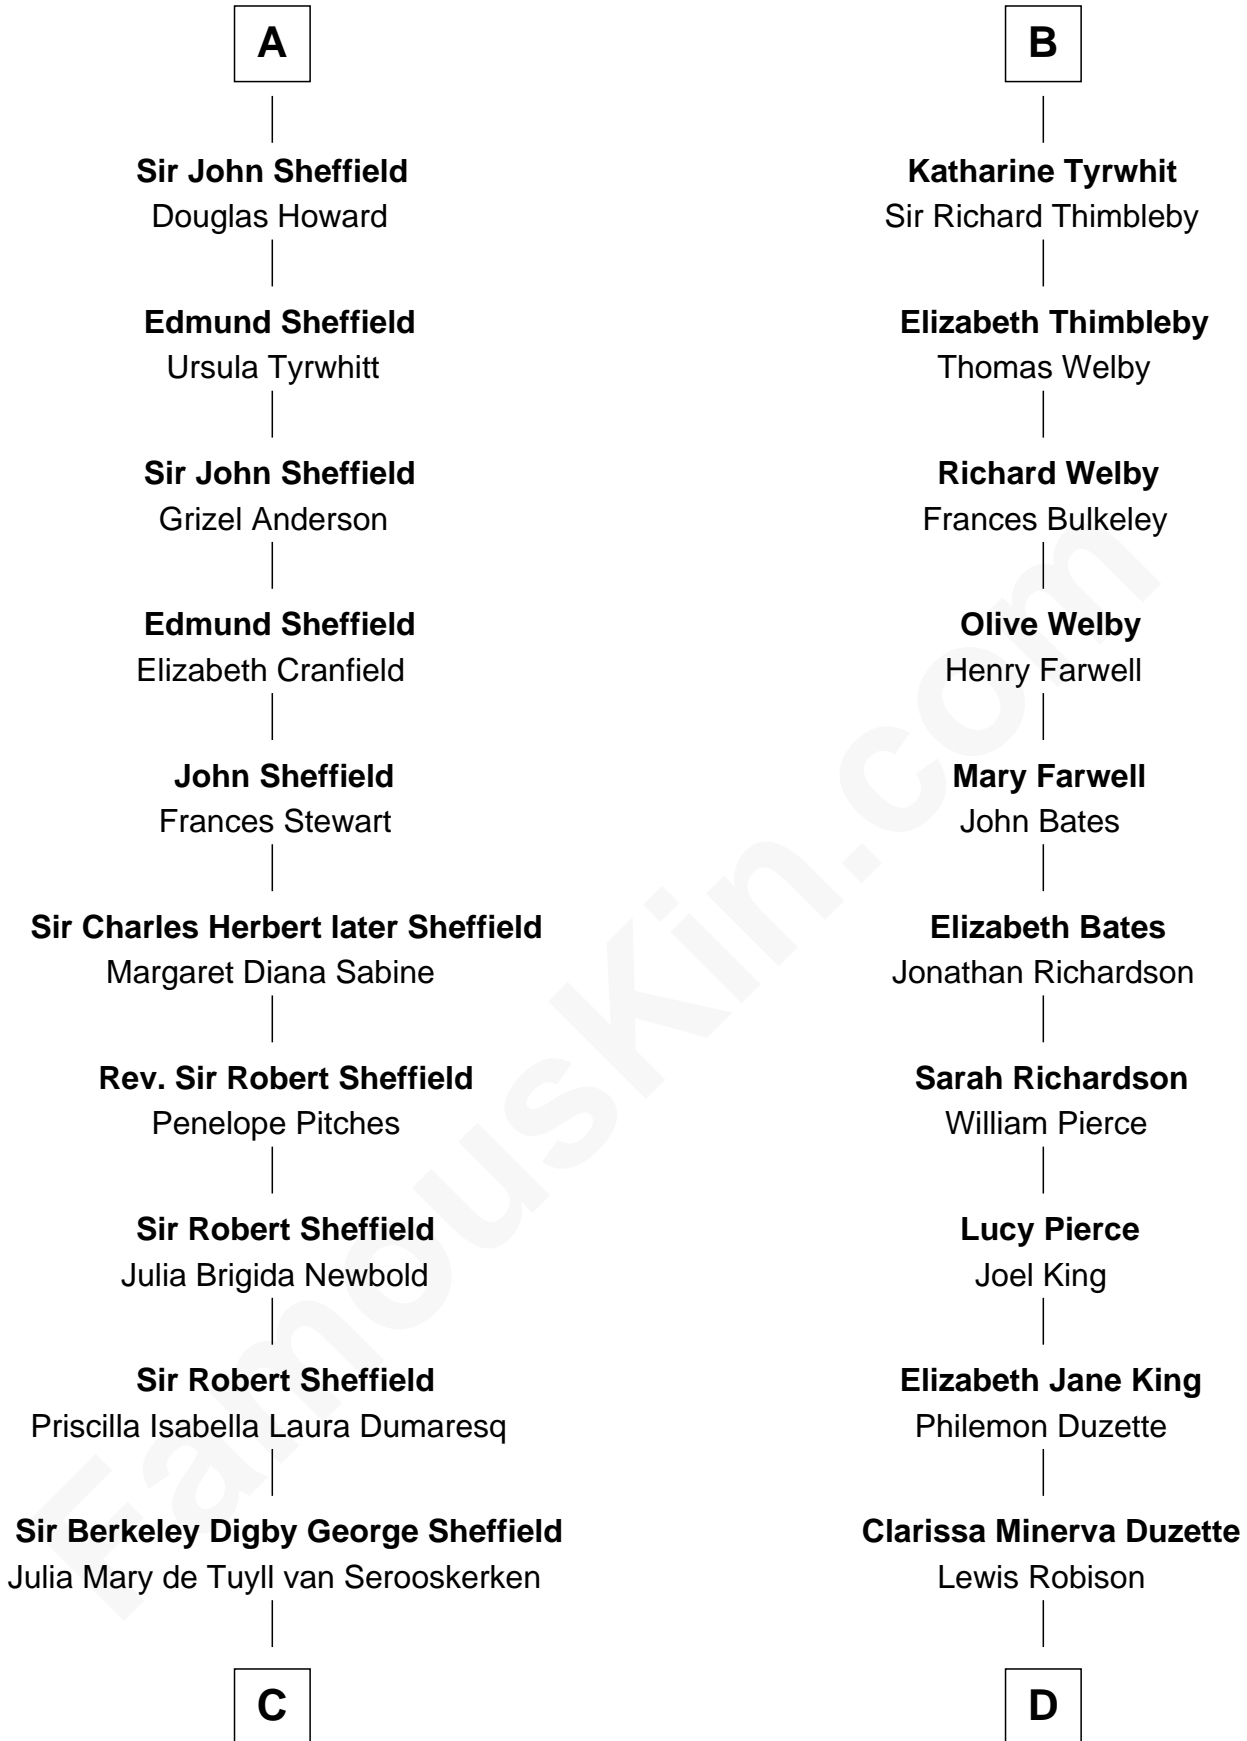 A
Sir John Sheffield
Douglas Howard
Edmund Sheffield
Ursula Tyrwhitt
Sir John Sheffield
Grizel Anderson
Edmund Sheffield
Elizabeth Cranfield
John Sheffield
Frances Stewart
Sir Charles Herbert later Sheffield
Margaret Diana Sabine
Rev. Sir Robert Sheffield
Penelope Pitches
Sir Robert Sheffield
Julia Brigida Newbold
Sir Robert Sheffield
Priscilla Isabella Laura Dumaresq
Sir Berkeley Digby George Sheffield
Julia Mary de Tuyll van Serooskerken
C
B
Katharine Tyrwhit
Sir Richard Thimbleby
Elizabeth Thimbleby
Thomas Welby
Richard Welby
Frances Bulkeley
Olive Welby
Henry Farwell
Mary Farwell
John Bates
Elizabeth Bates
Jonathan Richardson
Sarah Richardson
William Pierce
Lucy Pierce
Joel King
Elizabeth Jane King
Philemon Duzette
Clarissa Minerva Duzette
Lewis Robison
D
FamousKin.com